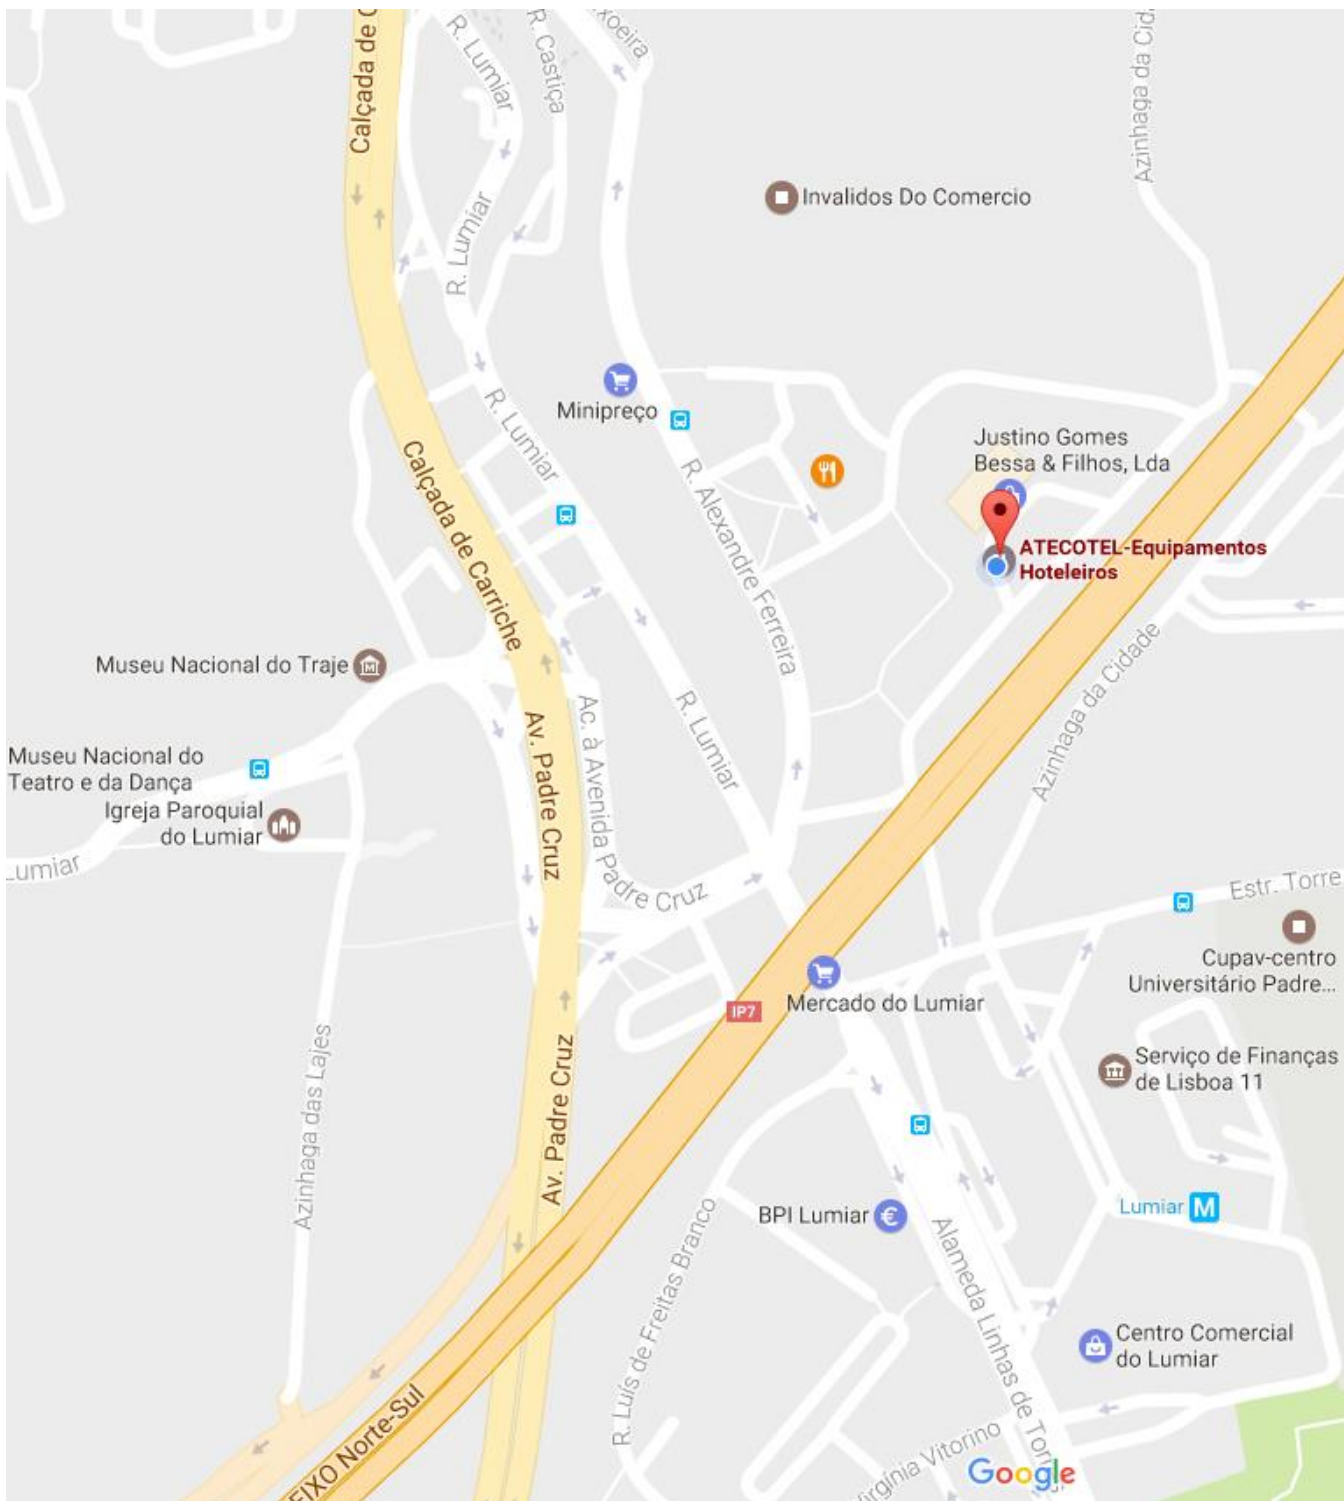 Calçada de C
R. Lumiar
R. Castiça
xoeira
Azinhaga da Cid
Invalidos Do Comercio
R. Lumiar
Minipreço
R. Lumiar
Justino Gomes
Bessa & Filhos, Lda
Calçada de Carriche
R. Alexandre Ferreira
ATECOTEL-Equipamentos
Hoteleiros
Museu Nacional do Traje
Azinhaga da Cidade
R. Lumiar
Ac. à Avenida Padre Cruz
Av. Padre Cruz
Museu Nacional do
Teatro e da Dança
Igreja Paroquial
do Lumiar
Lumiar
Estr. Torre
Cupav-centro
Universitário Padre...
Mercado do Lumiar
IP7
Azinhaga das Lajes
Av. Padre Cruz
Serviço de Finanças
de Lisboa 11
Lumiar M
BPI Lumiar
R. Luís de Freitas Branco
Alameda Linhas de Torres
Centro Comercial
do Lumiar
EIXO Norte-Sul
Virgínia Vitorino
Google